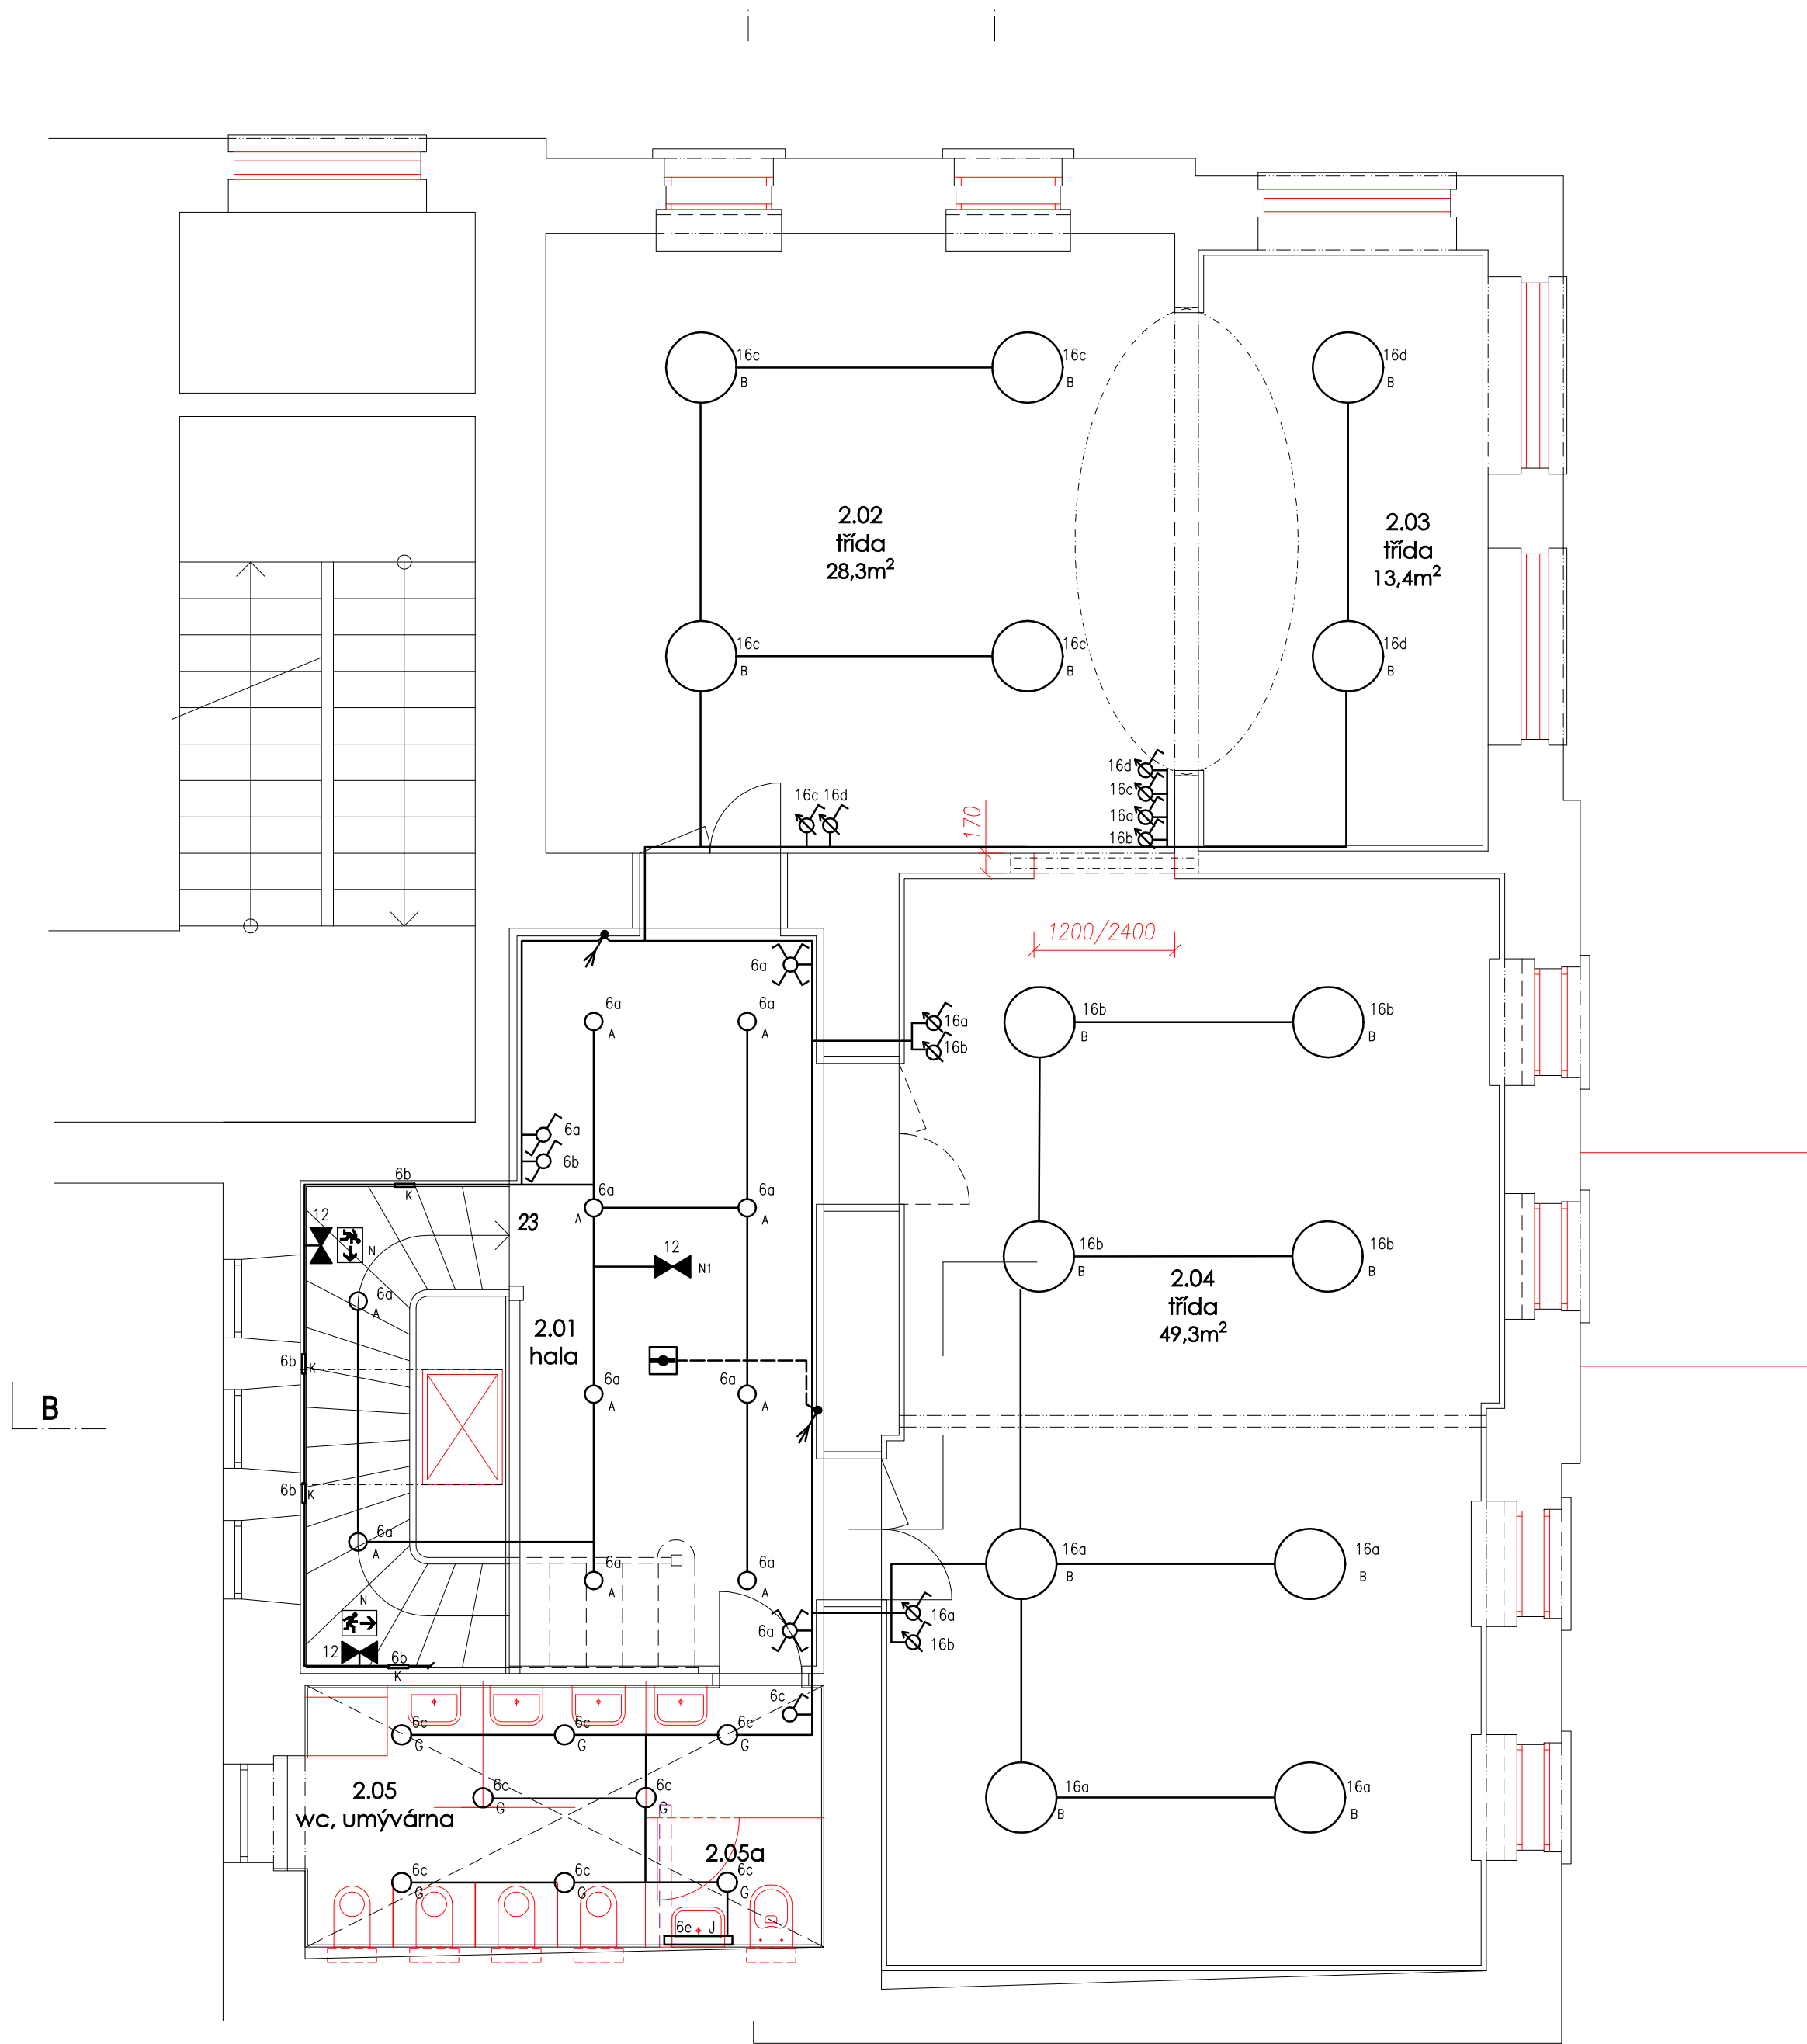 16c
B
16c
B
16d
B
2.02
třída
28,3m²
2.03
třída
13,4m²
16c
B
16c
B
16d
B
16d
16c
16a
16b
16c 16d
170
1200/2400
6a
6a
A
6a
A
16a
16b
16b
B
16b
B
6a
6b
6b
K
12
N
23
6a
A
6a
A
12
N1
16b
B
16b
B
2.04
třída
49,3m²
6a
A
2.01
hala
6b
K
6a
A
6a
A
B
6b
K
6a
A
6a
A
6a
A
16a
B
16a
B
N
12
6b
K
6a
16a
16b
6c
6c
G
6c
G
6c
G
2.05
wc, umývárna
6c
G
6c
G
16a
B
16a
B
2.05a
6c
G
6c
G
6c
G
6e J